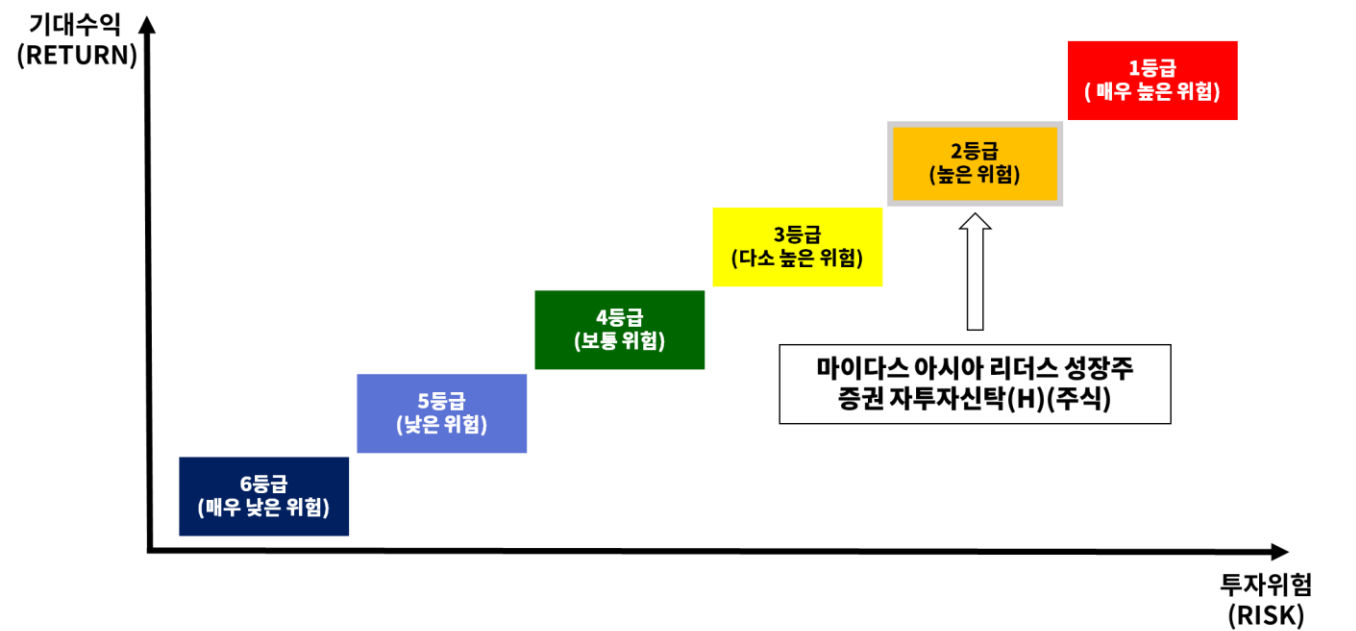 기대수익
(RETURN)
1등급
( 매우 높은 위험)
2등급
(높은 위험)
3등급
(다소 높은 위험)
4등급
(보통 위험)
마이다스 아시아 리더스 성장주
증권 자투자신탁(H)(주식)
5등급
(낮은 위험)
6등급
(매우 낮은 위험)
투자위험
(RISK)